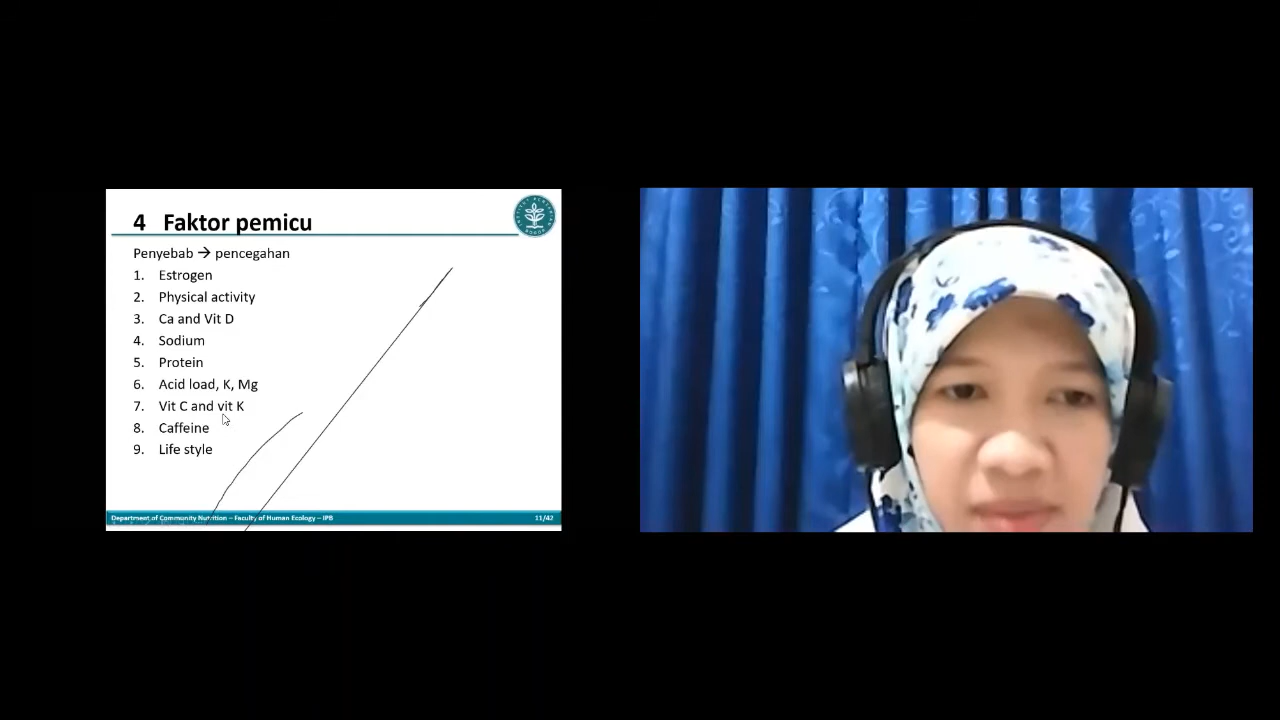 4 Faktor pemicu
Penyebab → pencegahan
1. Estrogen
2. Physical activity
3. Ca and Vit D
4. Sodium
5. Protein
6. Acid load, K, Mg
7. Vit C and vit K
8. Caffeine
9. Life style
Department of Community Nutrition – Faculty of Human Ecology – IPB
11/42